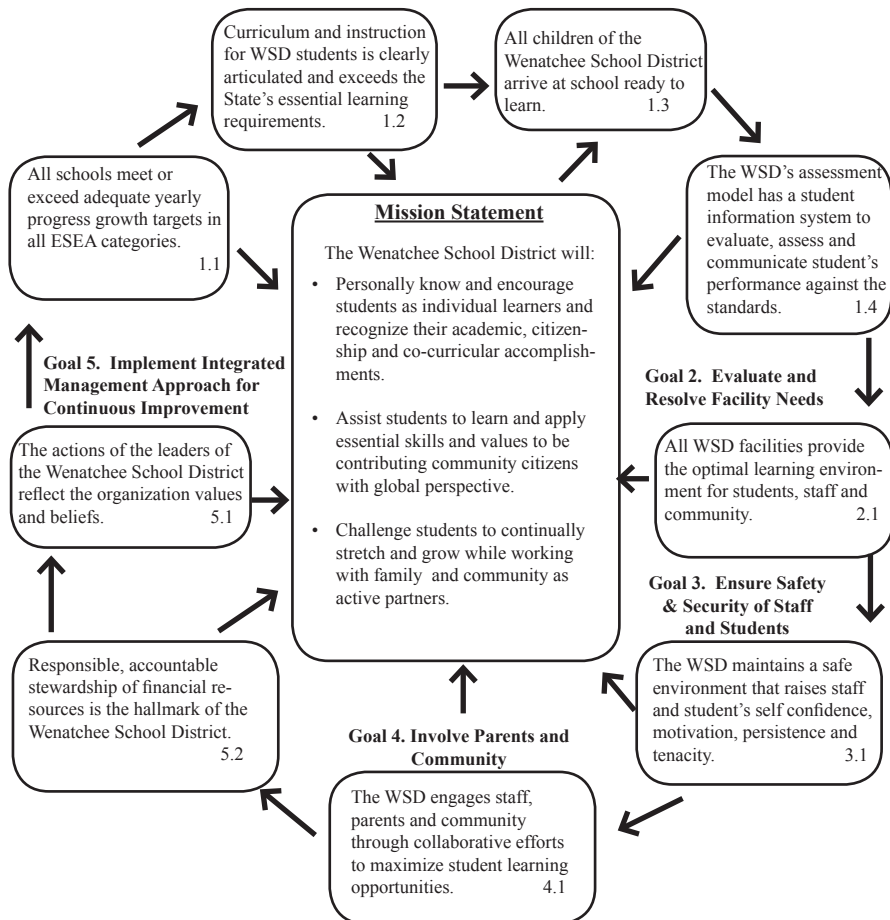 Curriculum and instruction
for WSD students is clearly
articulated and exceeds the
State’s essential learning
requirements. 1.2
All children of the
Wenatchee School District
arrive at school ready to
learn. 1.3
All schools meet or
exceed adequate yearly
progress growth targets in
all ESEA categories.
1.1
Mission Statement
The Wenatchee School District will:
• Personally know and encourage
students as individual learners and
recognize their academic, citizen-
ship and co-curricular accomplish-
ments.
• Assist students to learn and apply
essential skills and values to be
contributing community citizens
with global perspective.
• Challenge students to continually
stretch and grow while working
with family and community as
active partners.
The WSD’s assessment
model has a student
information system to
evaluate, assess and
communicate student’s
performance against the
standards. 1.4
Goal 2. Evaluate and
Resolve Facility Needs
All WSD facilities provide
the optimal learning environ-
ment for students, staff and
community. 2.1
Goal 3. Ensure Safety
& Security of Staff
and Students
The WSD maintains a safe
environment that raises staff
and student’s self confidence,
motivation, persistence and
tenacity. 3.1
Goal 4. Involve Parents and
Community
The WSD engages staff,
parents and community
through collaborative efforts
to maximize student learning
opportunities. 4.1
Responsible, accountable
stewardship of financial re-
sources is the hallmark of the
Wenatchee School District.
5.2
Goal 5. Implement Integrated
Management Approach for
Continuous Improvement
The actions of the leaders of
the Wenatchee School District
reflect the organization values
and beliefs. 5.1